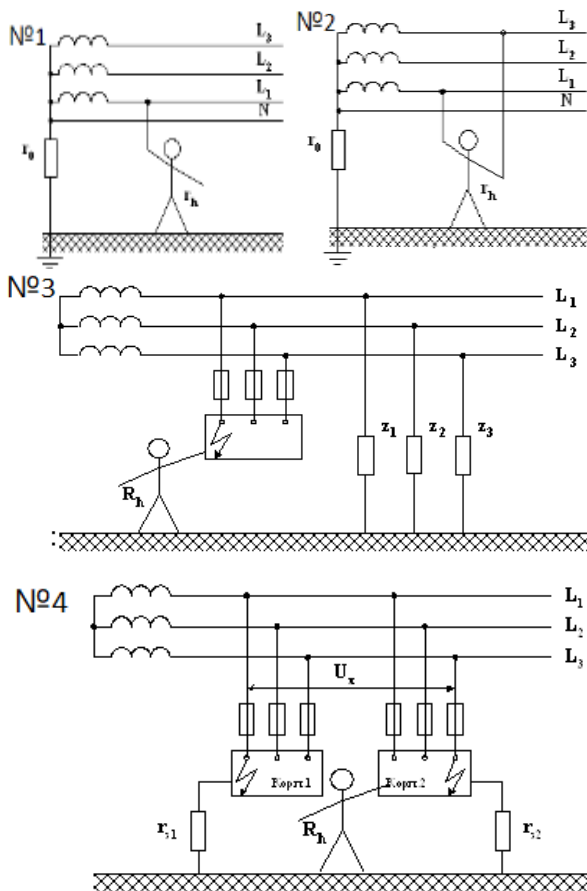 №1
L3
L2
L1
N
r0
rh
№2
L3
L2
L1
N
r0
rh
№3
L1
L2
L3
z1
z2
z3
Rh
:
№4
L1
L2
L3
Ux
Корп.1
Корп.2
rз1
Rh
rз2